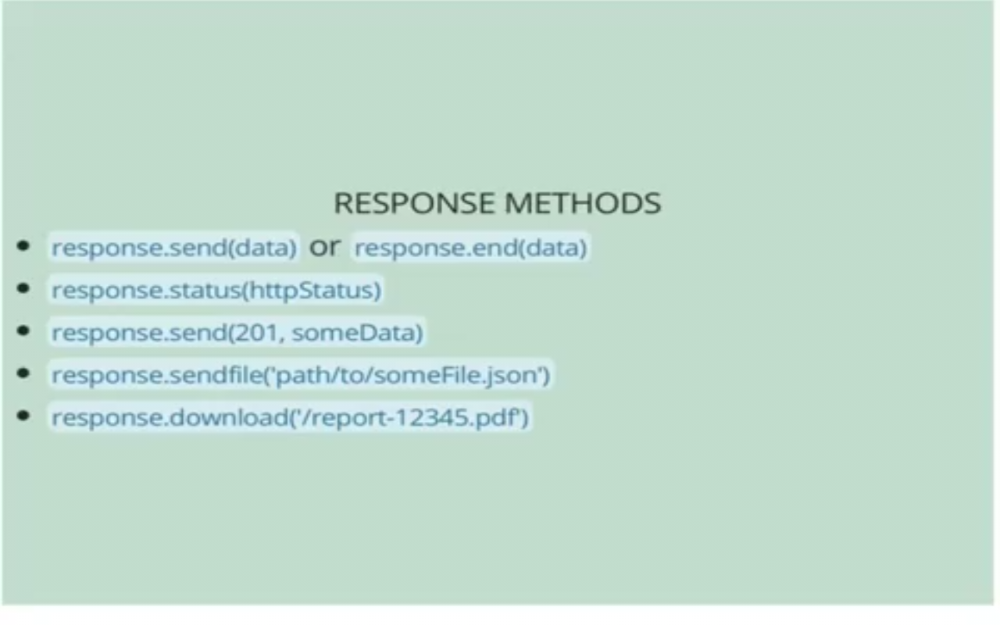 RESPONSE METHODS
• response.send(data) or response.end(data)
• response.status(httpStatus)
• response.send(201, someData)
• response.sendfile('path/to/someFile.json')
• response.download('/report-12345.pdf')